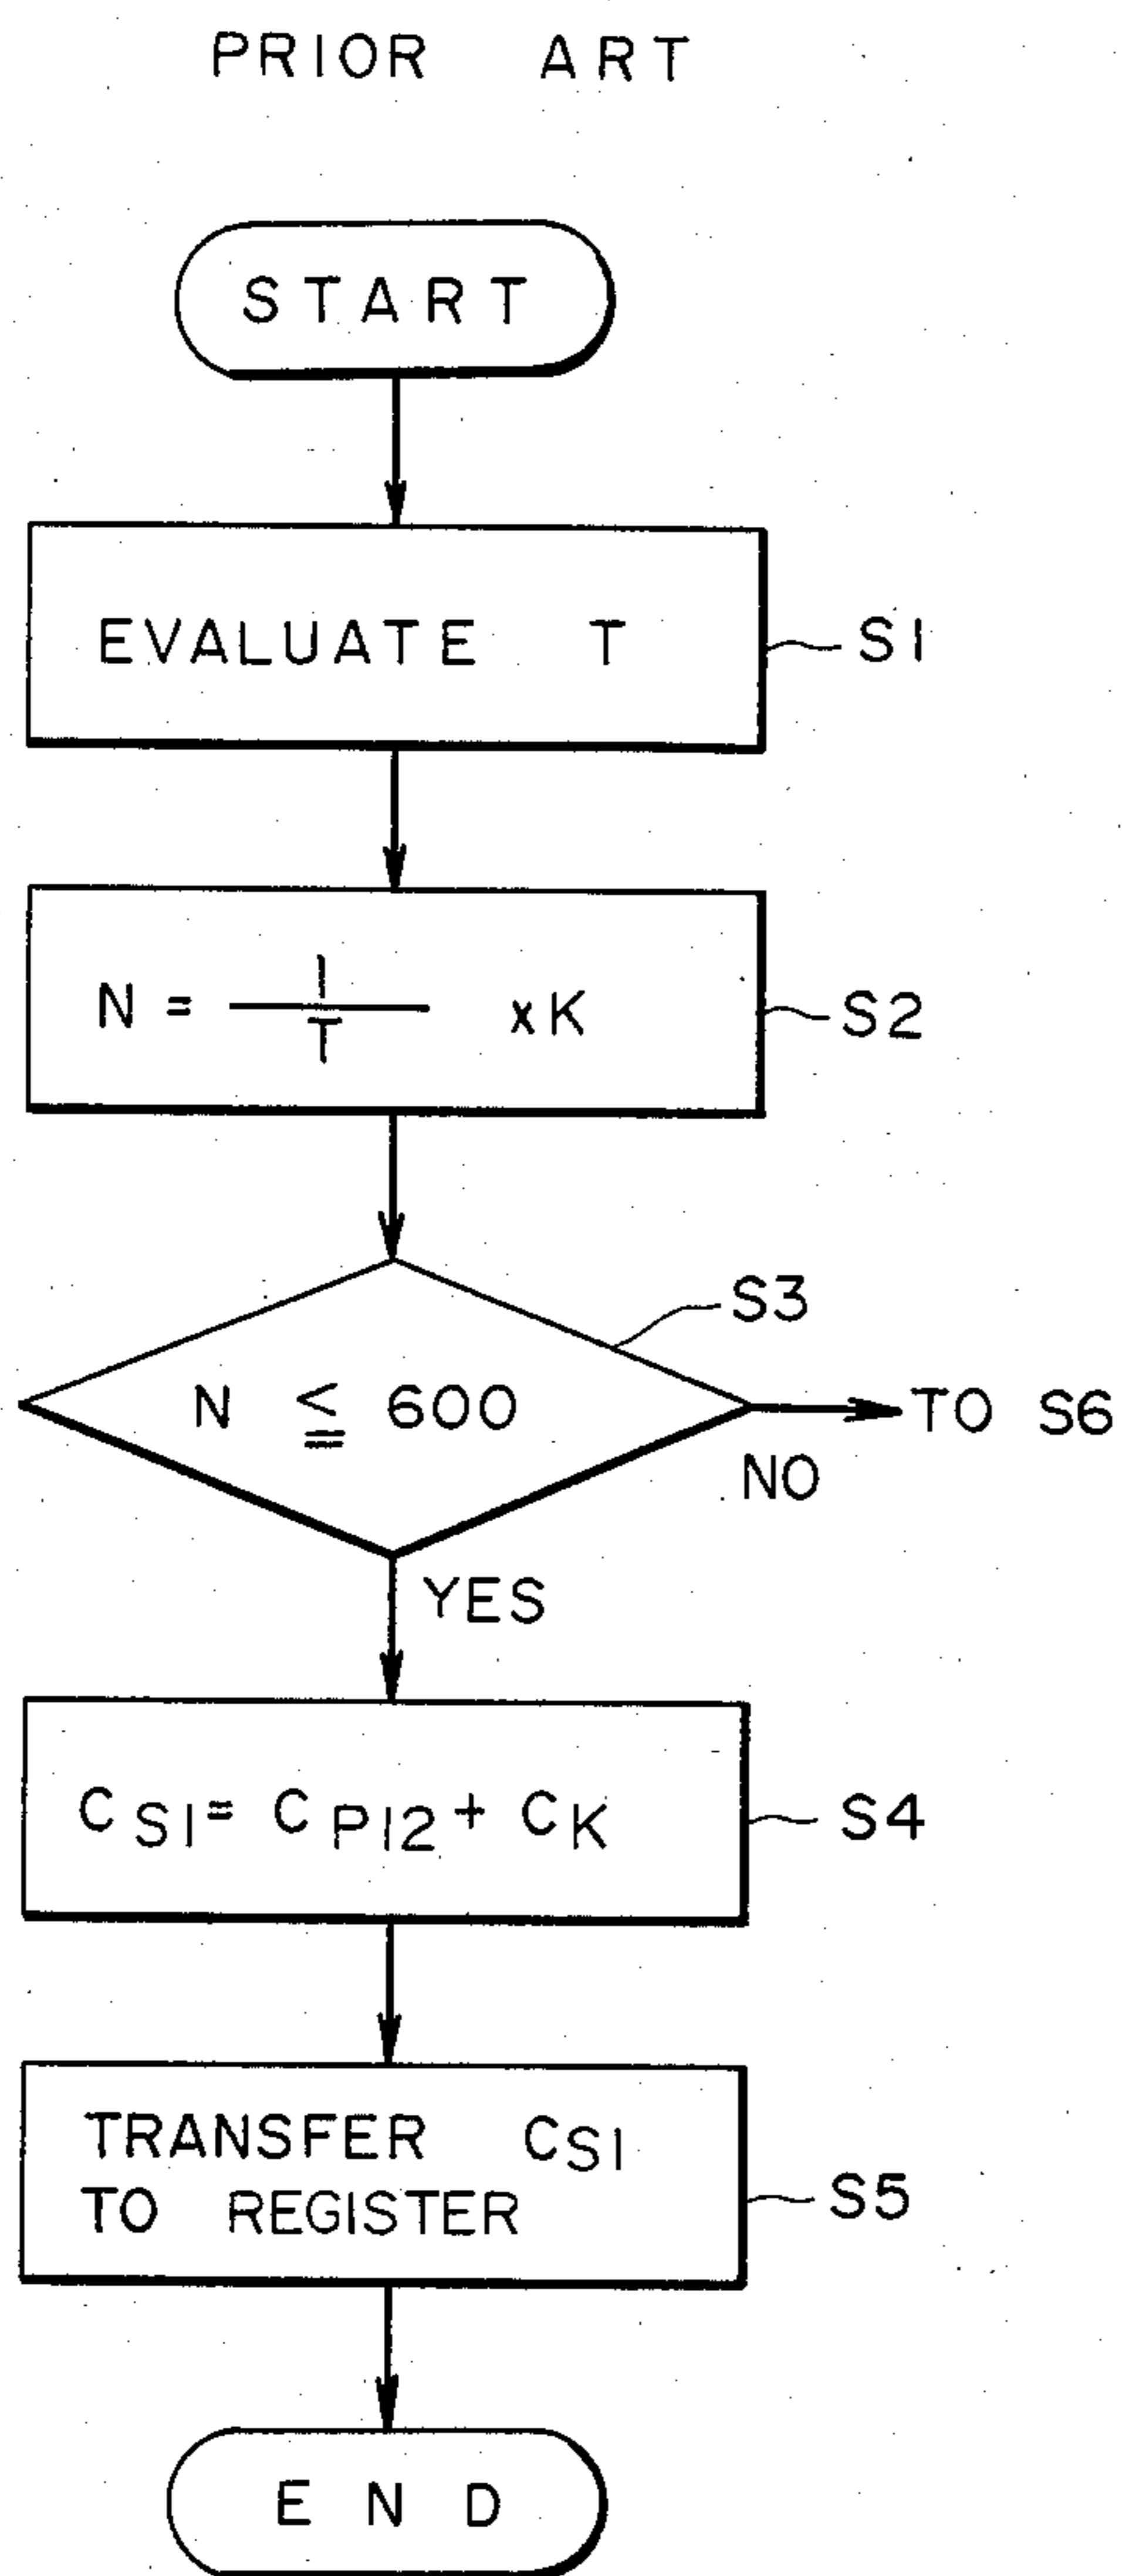 PRIOR ART
START
EVALUATE T
S1
N = 1/T xK
S2
S3
N ≦ 600
TO S6
NO
YES
CS1 = CP12 + CK
S4
TRANSFER CS1
TO REGISTER
S5
END